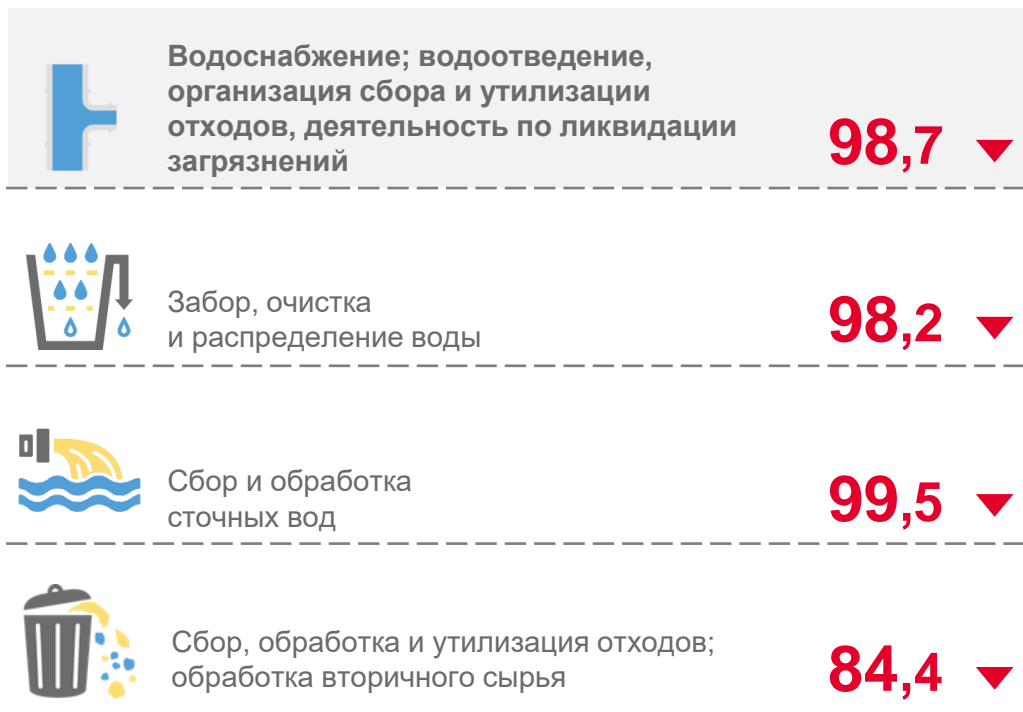 Водоснабжение; водоотведение,
организация сбора и утилизации
отходов, деятельность по ликвидации
загрязнений
98,7
Забор, очистка
и распределение воды
98,2
Сбор и обработка
сточных вод
99,5
Сбор, обработка и утилизация отходов;
обработка вторичного сырья
84,4